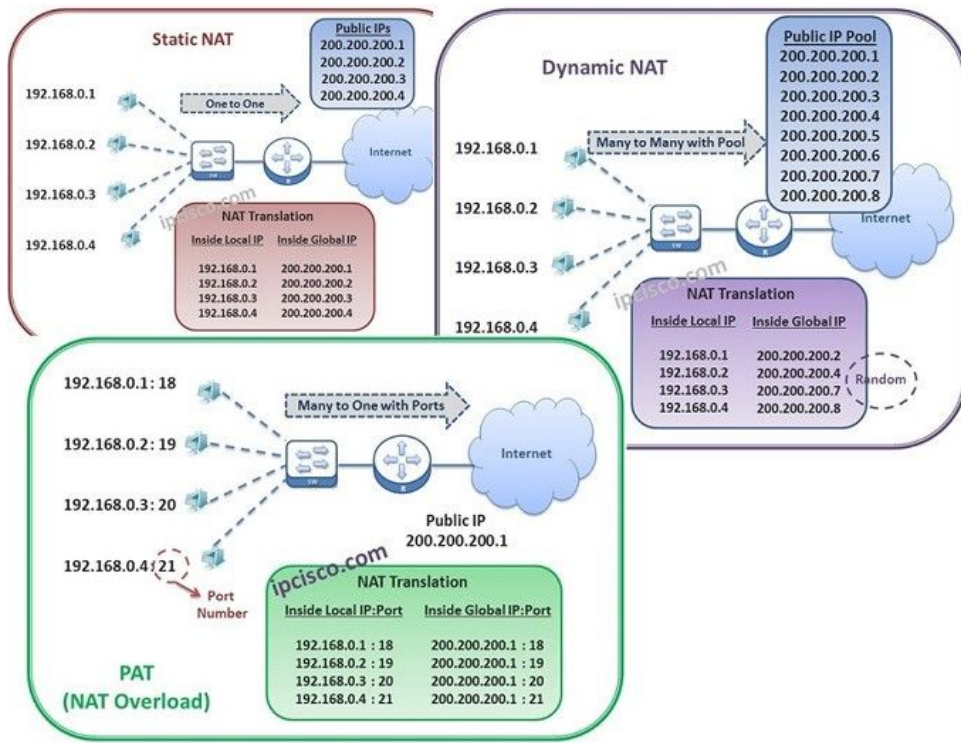 Static NAT
Public IPs
200.200.200.1
200.200.200.2
200.200.200.3
200.200.200.4
192.168.0.1
192.168.0.2
192.168.0.3
192.168.0.4
One to One
SW
R
Internet
ipcisco.com
NAT Translation
Inside Local IP Inside Global IP
192.168.0.1 200.200.200.1
192.168.0.2 200.200.200.2
192.168.0.3 200.200.200.3
192.168.0.4 200.200.200.4
Dynamic NAT
Public IP Pool
200.200.200.1
200.200.200.2
200.200.200.3
200.200.200.4
200.200.200.5
200.200.200.6
200.200.200.7
200.200.200.8
192.168.0.1
192.168.0.2
192.168.0.3
192.168.0.4
Many to Many with Pool
SW
R
Internet
ipcisco.com
NAT Translation
Inside Local IP Inside Global IP
192.168.0.1 200.200.200.2
192.168.0.2 200.200.200.4
192.168.0.3 200.200.200.7
192.168.0.4 200.200.200.8
Random
192.168.0.1 : 18
192.168.0.2 : 19
192.168.0.3 : 20
192.168.0.4 : 21
Port
Number
Many to One with Ports
SW
R
Internet
Public IP
200.200.200.1
ipcisco.com
NAT Translation
Inside Local IP:Port Inside Global IP:Port
192.168.0.1 : 18 200.200.200.1 : 18
192.168.0.2 : 19 200.200.200.1 : 19
192.168.0.3 : 20 200.200.200.1 : 20
192.168.0.4 : 21 200.200.200.1 : 21
PAT
(NAT Overload)